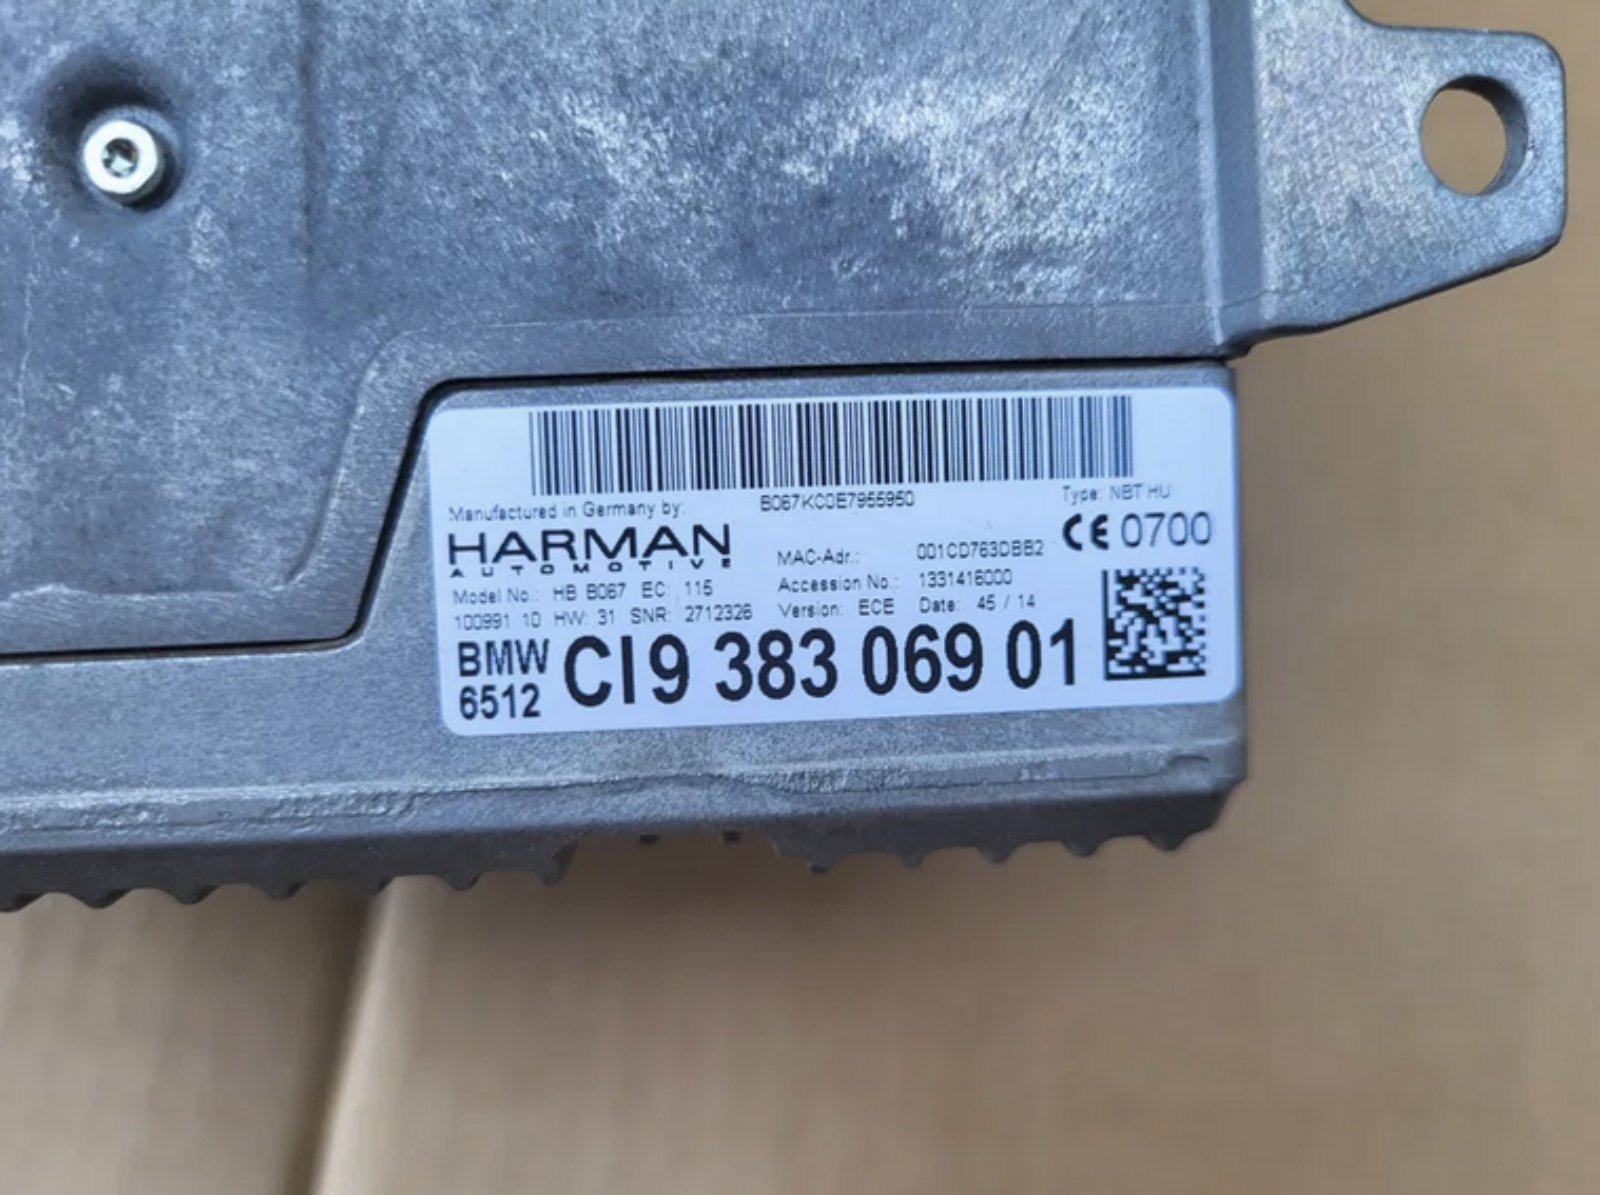 Manufactured in Germany by: B067KC0E7955950 Type: NBT HU
HARMAN CE 0700
AUTOMOTIVE MAC-Adr.: 001CD763DBB2
Model No.: HB B067 EC: 115 Accession No.: 1331416000
100991 10 HW: 31 SNR: 2712326 Version: ECE Date: 45 / 14
BMW CI9 383 069 01
6512